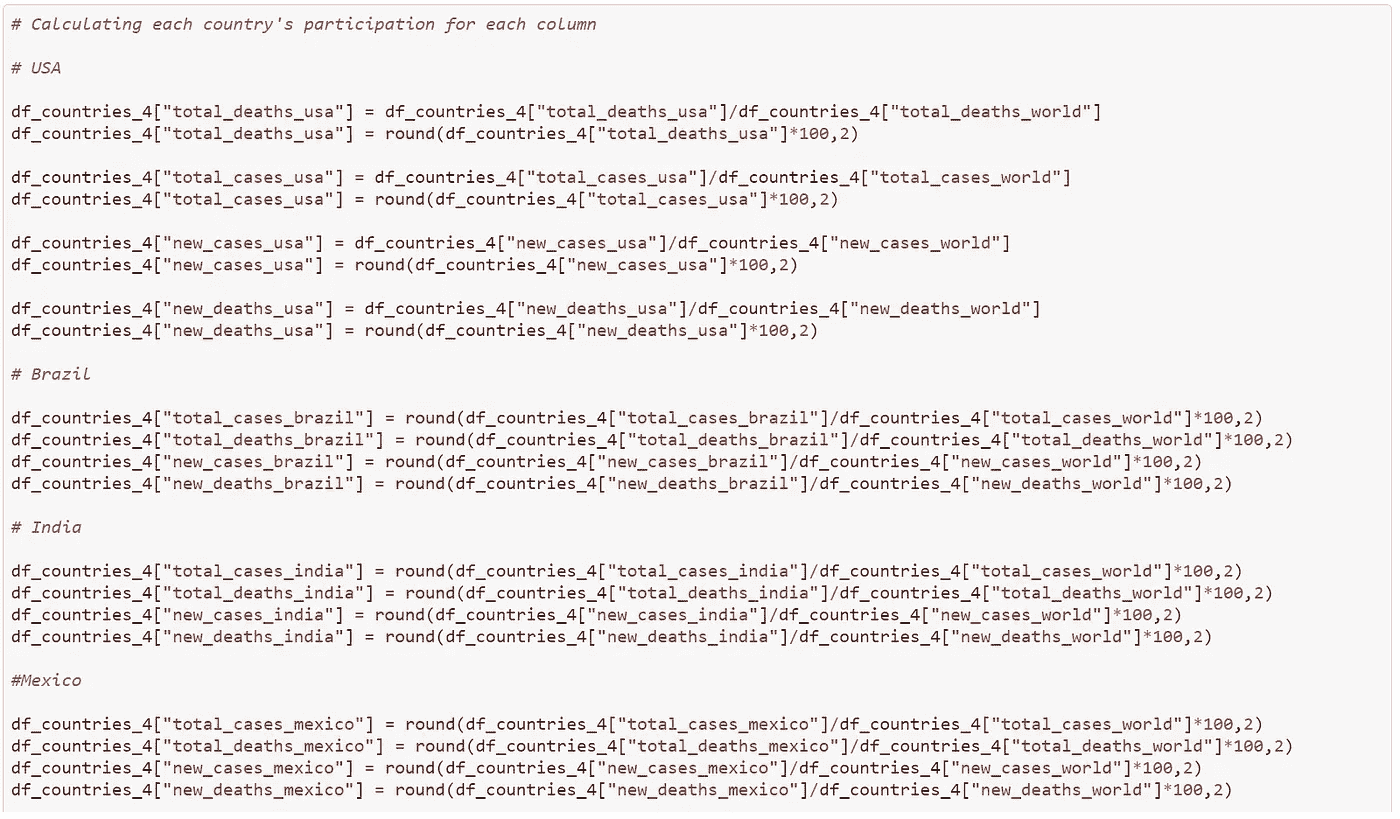 # Calculating each country's participation for each column
# USA
df_countries_4["total_deaths_usa"] = df_countries_4["total_deaths_usa"]/df_countries_4["total_deaths_world"]
df_countries_4["total_deaths_usa"] = round(df_countries_4["total_deaths_usa"]*100,2)
df_countries_4["total_cases_usa"] = df_countries_4["total_cases_usa"]/df_countries_4["total_cases_world"]
df_countries_4["total_cases_usa"] = round(df_countries_4["total_cases_usa"]*100,2)
df_countries_4["new_cases_usa"] = df_countries_4["new_cases_usa"]/df_countries_4["new_cases_world"]
df_countries_4["new_cases_usa"] = round(df_countries_4["new_cases_usa"]*100,2)
df_countries_4["new_deaths_usa"] = df_countries_4["new_deaths_usa"]/df_countries_4["new_deaths_world"]
df_countries_4["new_deaths_usa"] = round(df_countries_4["new_deaths_usa"]*100,2)
# Brazil
df_countries_4["total_cases_brazil"] = round(df_countries_4["total_cases_brazil"]/df_countries_4["total_cases_world"]*100,2)
df_countries_4["total_deaths_brazil"] = round(df_countries_4["total_deaths_brazil"]/df_countries_4["total_deaths_world"]*100,2)
df_countries_4["new_cases_brazil"] = round(df_countries_4["new_cases_brazil"]/df_countries_4["new_cases_world"]*100,2)
df_countries_4["new_deaths_brazil"] = round(df_countries_4["new_deaths_brazil"]/df_countries_4["new_deaths_world"]*100,2)
# India
df_countries_4["total_cases_india"] = round(df_countries_4["total_cases_india"]/df_countries_4["total_cases_world"]*100,2)
df_countries_4["total_deaths_india"] = round(df_countries_4["total_deaths_india"]/df_countries_4["total_deaths_world"]*100,2)
df_countries_4["new_cases_india"] = round(df_countries_4["new_cases_india"]/df_countries_4["new_cases_world"]*100,2)
df_countries_4["new_deaths_india"] = round(df_countries_4["new_deaths_india"]/df_countries_4["new_deaths_world"]*100,2)
#Mexico
df_countries_4["total_cases_mexico"] = round(df_countries_4["total_cases_mexico"]/df_countries_4["total_cases_world"]*100,2)
df_countries_4["total_deaths_mexico"] = round(df_countries_4["total_deaths_mexico"]/df_countries_4["total_deaths_world"]*100,2)
df_countries_4["new_cases_mexico"] = round(df_countries_4["new_cases_mexico"]/df_countries_4["new_cases_world"]*100,2)
df_countries_4["new_deaths_mexico"] = round(df_countries_4["new_deaths_mexico"]/df_countries_4["new_deaths_world"]*100,2)